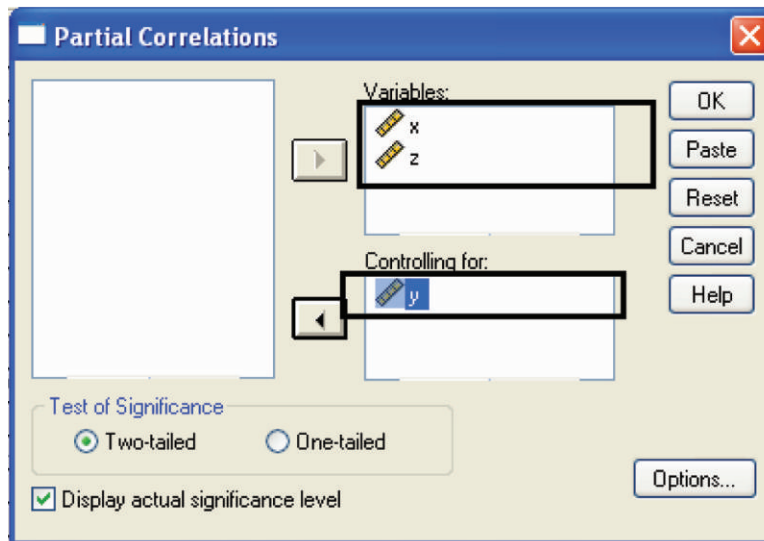 Partial Correlations
Variables:
x
z
OK
Paste
Reset
Cancel
Help
Controlling for:
y
Test of Significance
Two-tailed
One-tailed
Display actual significance level
Options...